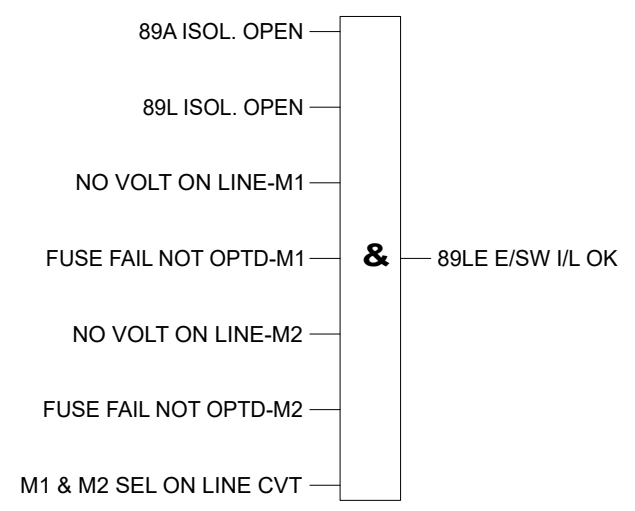 89A ISOL. OPEN
89L ISOL. OPEN
NO VOLT ON LINE-M1
FUSE FAIL NOT OPTD-M1
& 89LE E/SW I/L OK
NO VOLT ON LINE-M2
FUSE FAIL NOT OPTD-M2
M1 & M2 SEL ON LINE CVT